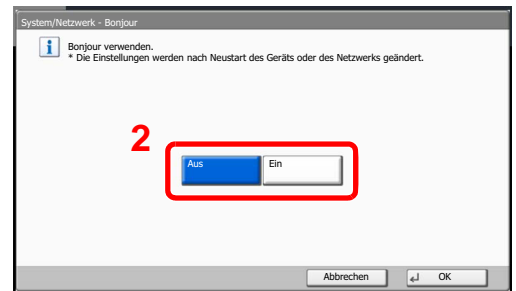 System/Netzwerk - Bonjour
Bonjour verwenden.
* Die Einstellungen werden nach Neustart des Geräts oder des Netzwerks geändert.
2
Aus Ein
Abbrechen OK